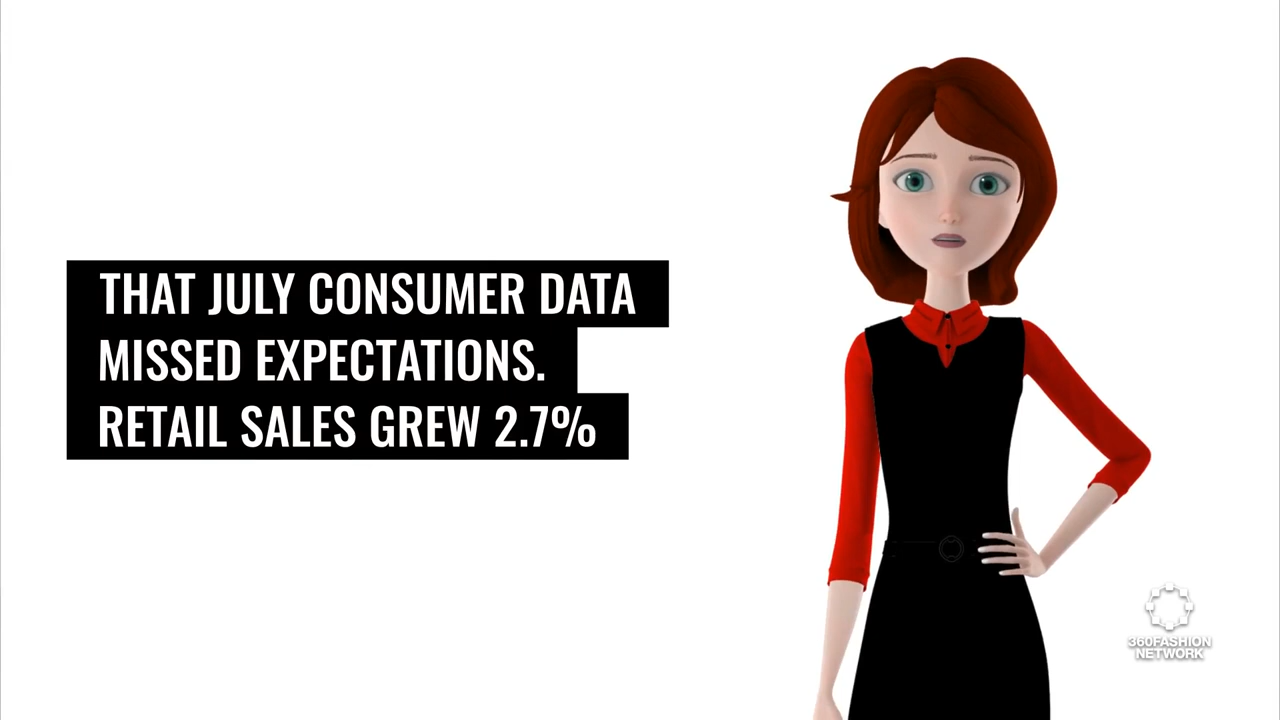 THAT JULY CONSUMER DATA
MISSED EXPECTATIONS.
RETAIL SALES GREW 2.7%
360FASHION
NETWORK